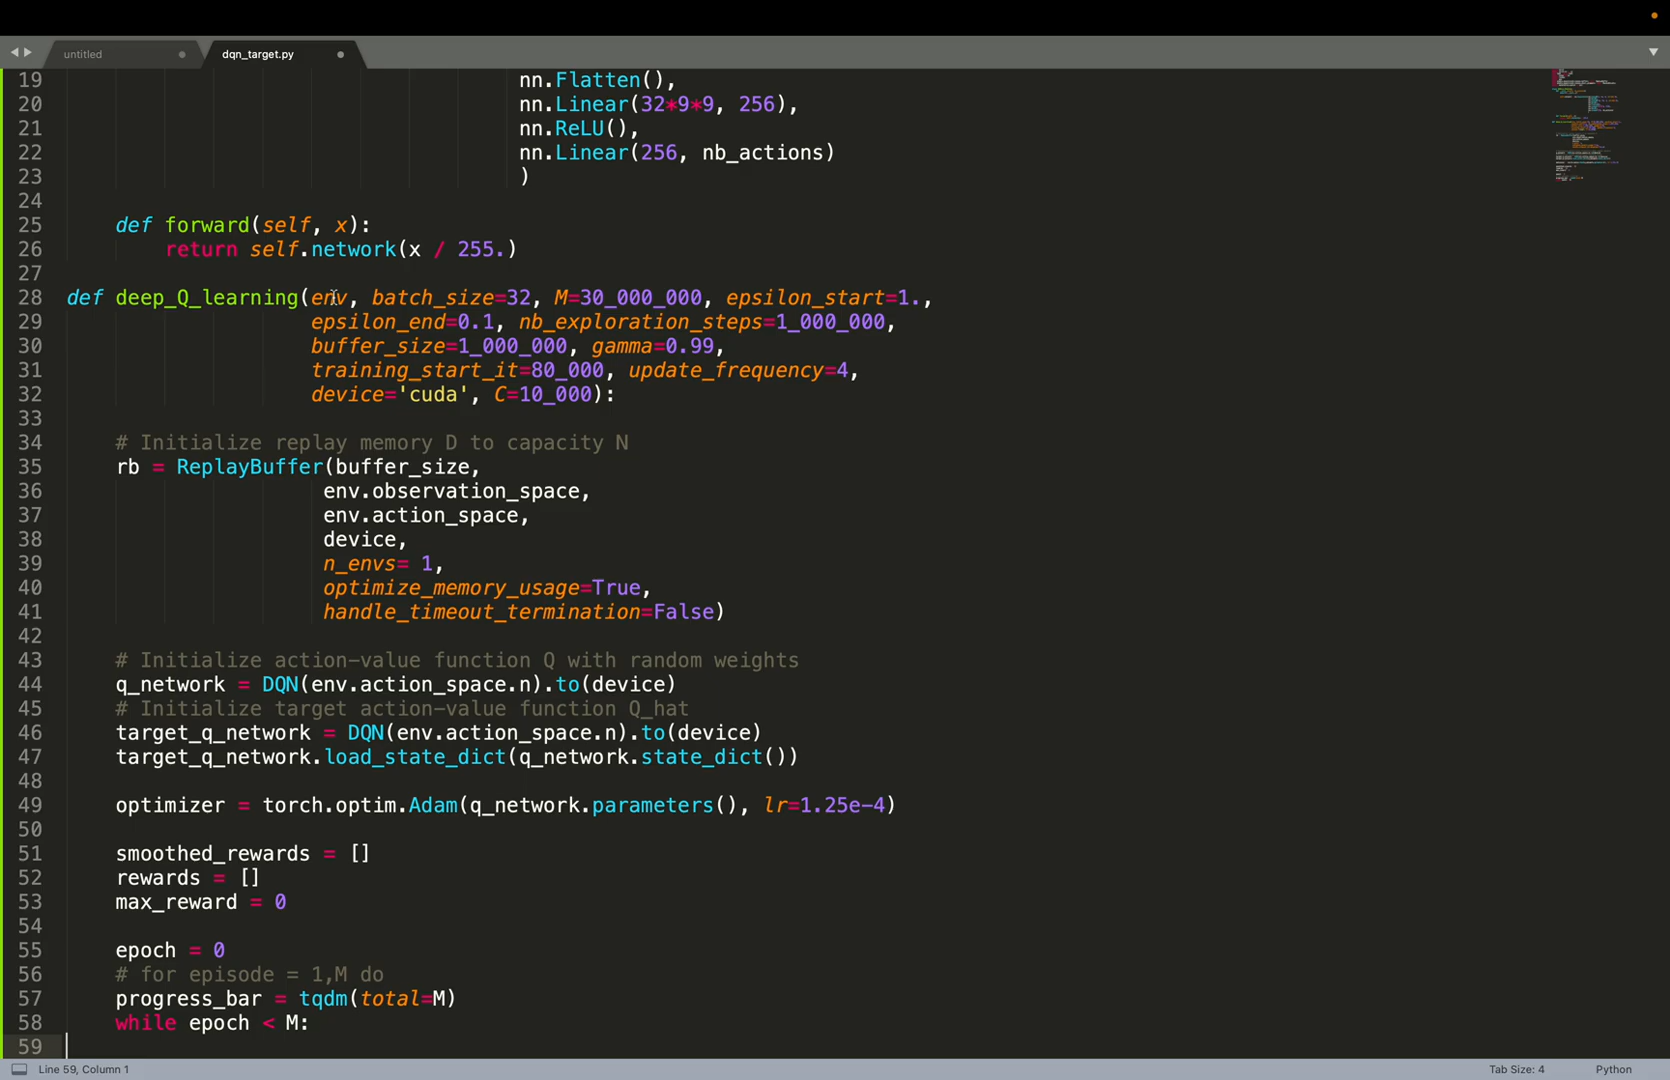 untitled
dqn_target.py
19 nn.Flatten(),
20 nn.Linear(32*9*9, 256),
21 nn.ReLU(),
22 nn.Linear(256, nb_actions)
23 )
24
25 def forward(self, x):
26 return self.network(x / 255.)
27
28 def deep_Q_learning(env, batch_size=32, M=30_000_000, epsilon_start=1.,
29 epsilon_end=0.1, nb_exploration_steps=1_000_000,
30 buffer_size=1_000_000, gamma=0.99,
31 training_start_it=80_000, update_frequency=4,
32 device='cuda', C=10_000):
33
34 # Initialize replay memory D to capacity N
35 rb = ReplayBuffer(buffer_size,
36 env.observation_space,
37 env.action_space,
38 device,
39 n_envs= 1,
40 optimize_memory_usage=True,
41 handle_timeout_termination=False)
42
43 # Initialize action-value function Q with random weights
44 q_network = DQN(env.action_space.n).to(device)
45 # Initialize target action-value function Q_hat
46 target_q_network = DQN(env.action_space.n).to(device)
47 target_q_network.load_state_dict(q_network.state_dict())
48
49 optimizer = torch.optim.Adam(q_network.parameters(), lr=1.25e-4)
50
51 smoothed_rewards = []
52 rewards = []
53 max_reward = 0
54
55 epoch = 0
56 # for episode = 1,M do
57 progress_bar = tqdm(total=M)
58 while epoch < M:
59
Line 59, Column 1
Tab Size: 4
Python